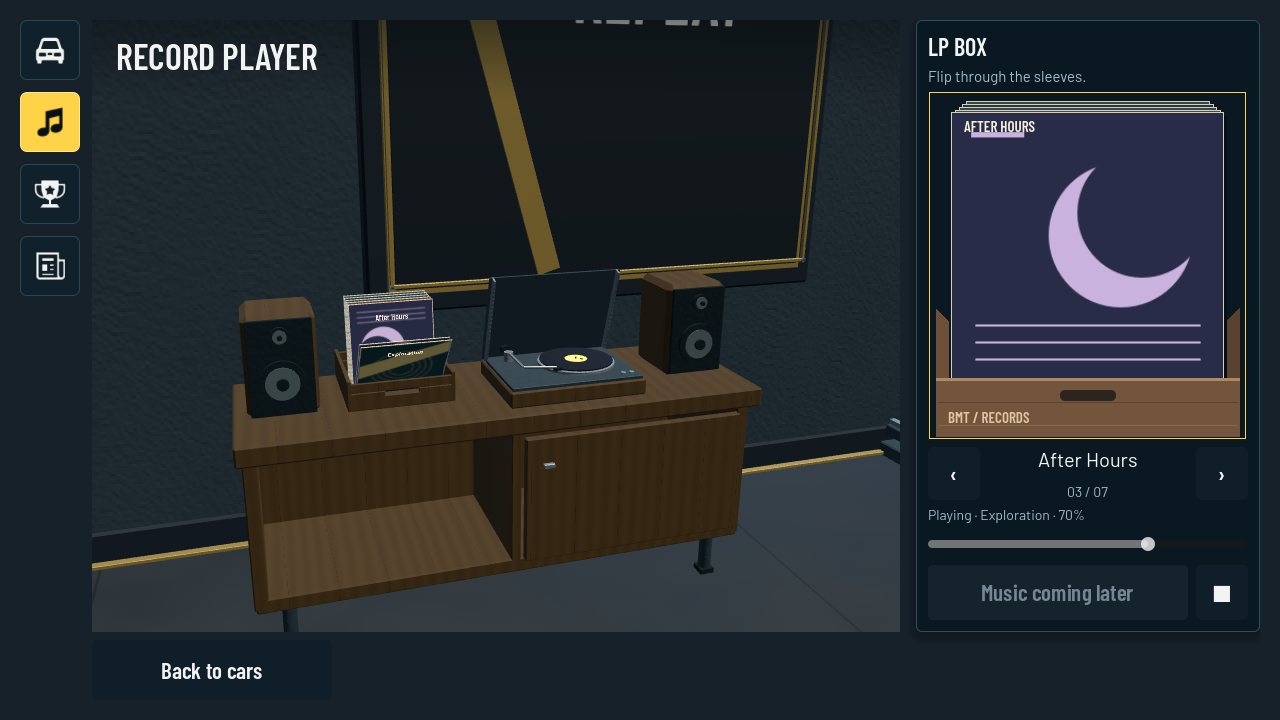 RECORD PLAYER
After Hours
Exploration
LP BOX
Flip through the sleeves.
AFTER HOURS
BMT / RECORDS
‹ After Hours ›
03 / 07
Playing · Exploration · 70%
Music coming later
Back to cars